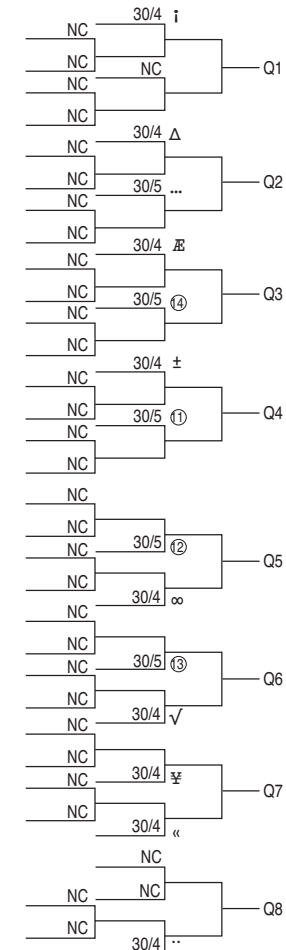 30/4 ¡
NC
NC
NC
NC
NC
Q1
30/4 Δ
NC
NC
30/5 …
NC
NC
Q2
30/4 Æ
NC
NC
30/5 ⑭
NC
NC
Q3
30/4 ±
NC
NC
30/5 ⑪
NC
NC
Q4
NC
NC
30/5 ⑫
NC
NC
30/4 ∞
Q5
NC
NC
30/5 ⑬
NC
NC
30/4 √
Q6
NC
NC
30/4 ¥
NC
NC
30/4 «
Q7
NC
NC
NC
NC
30/4 ..
Q8